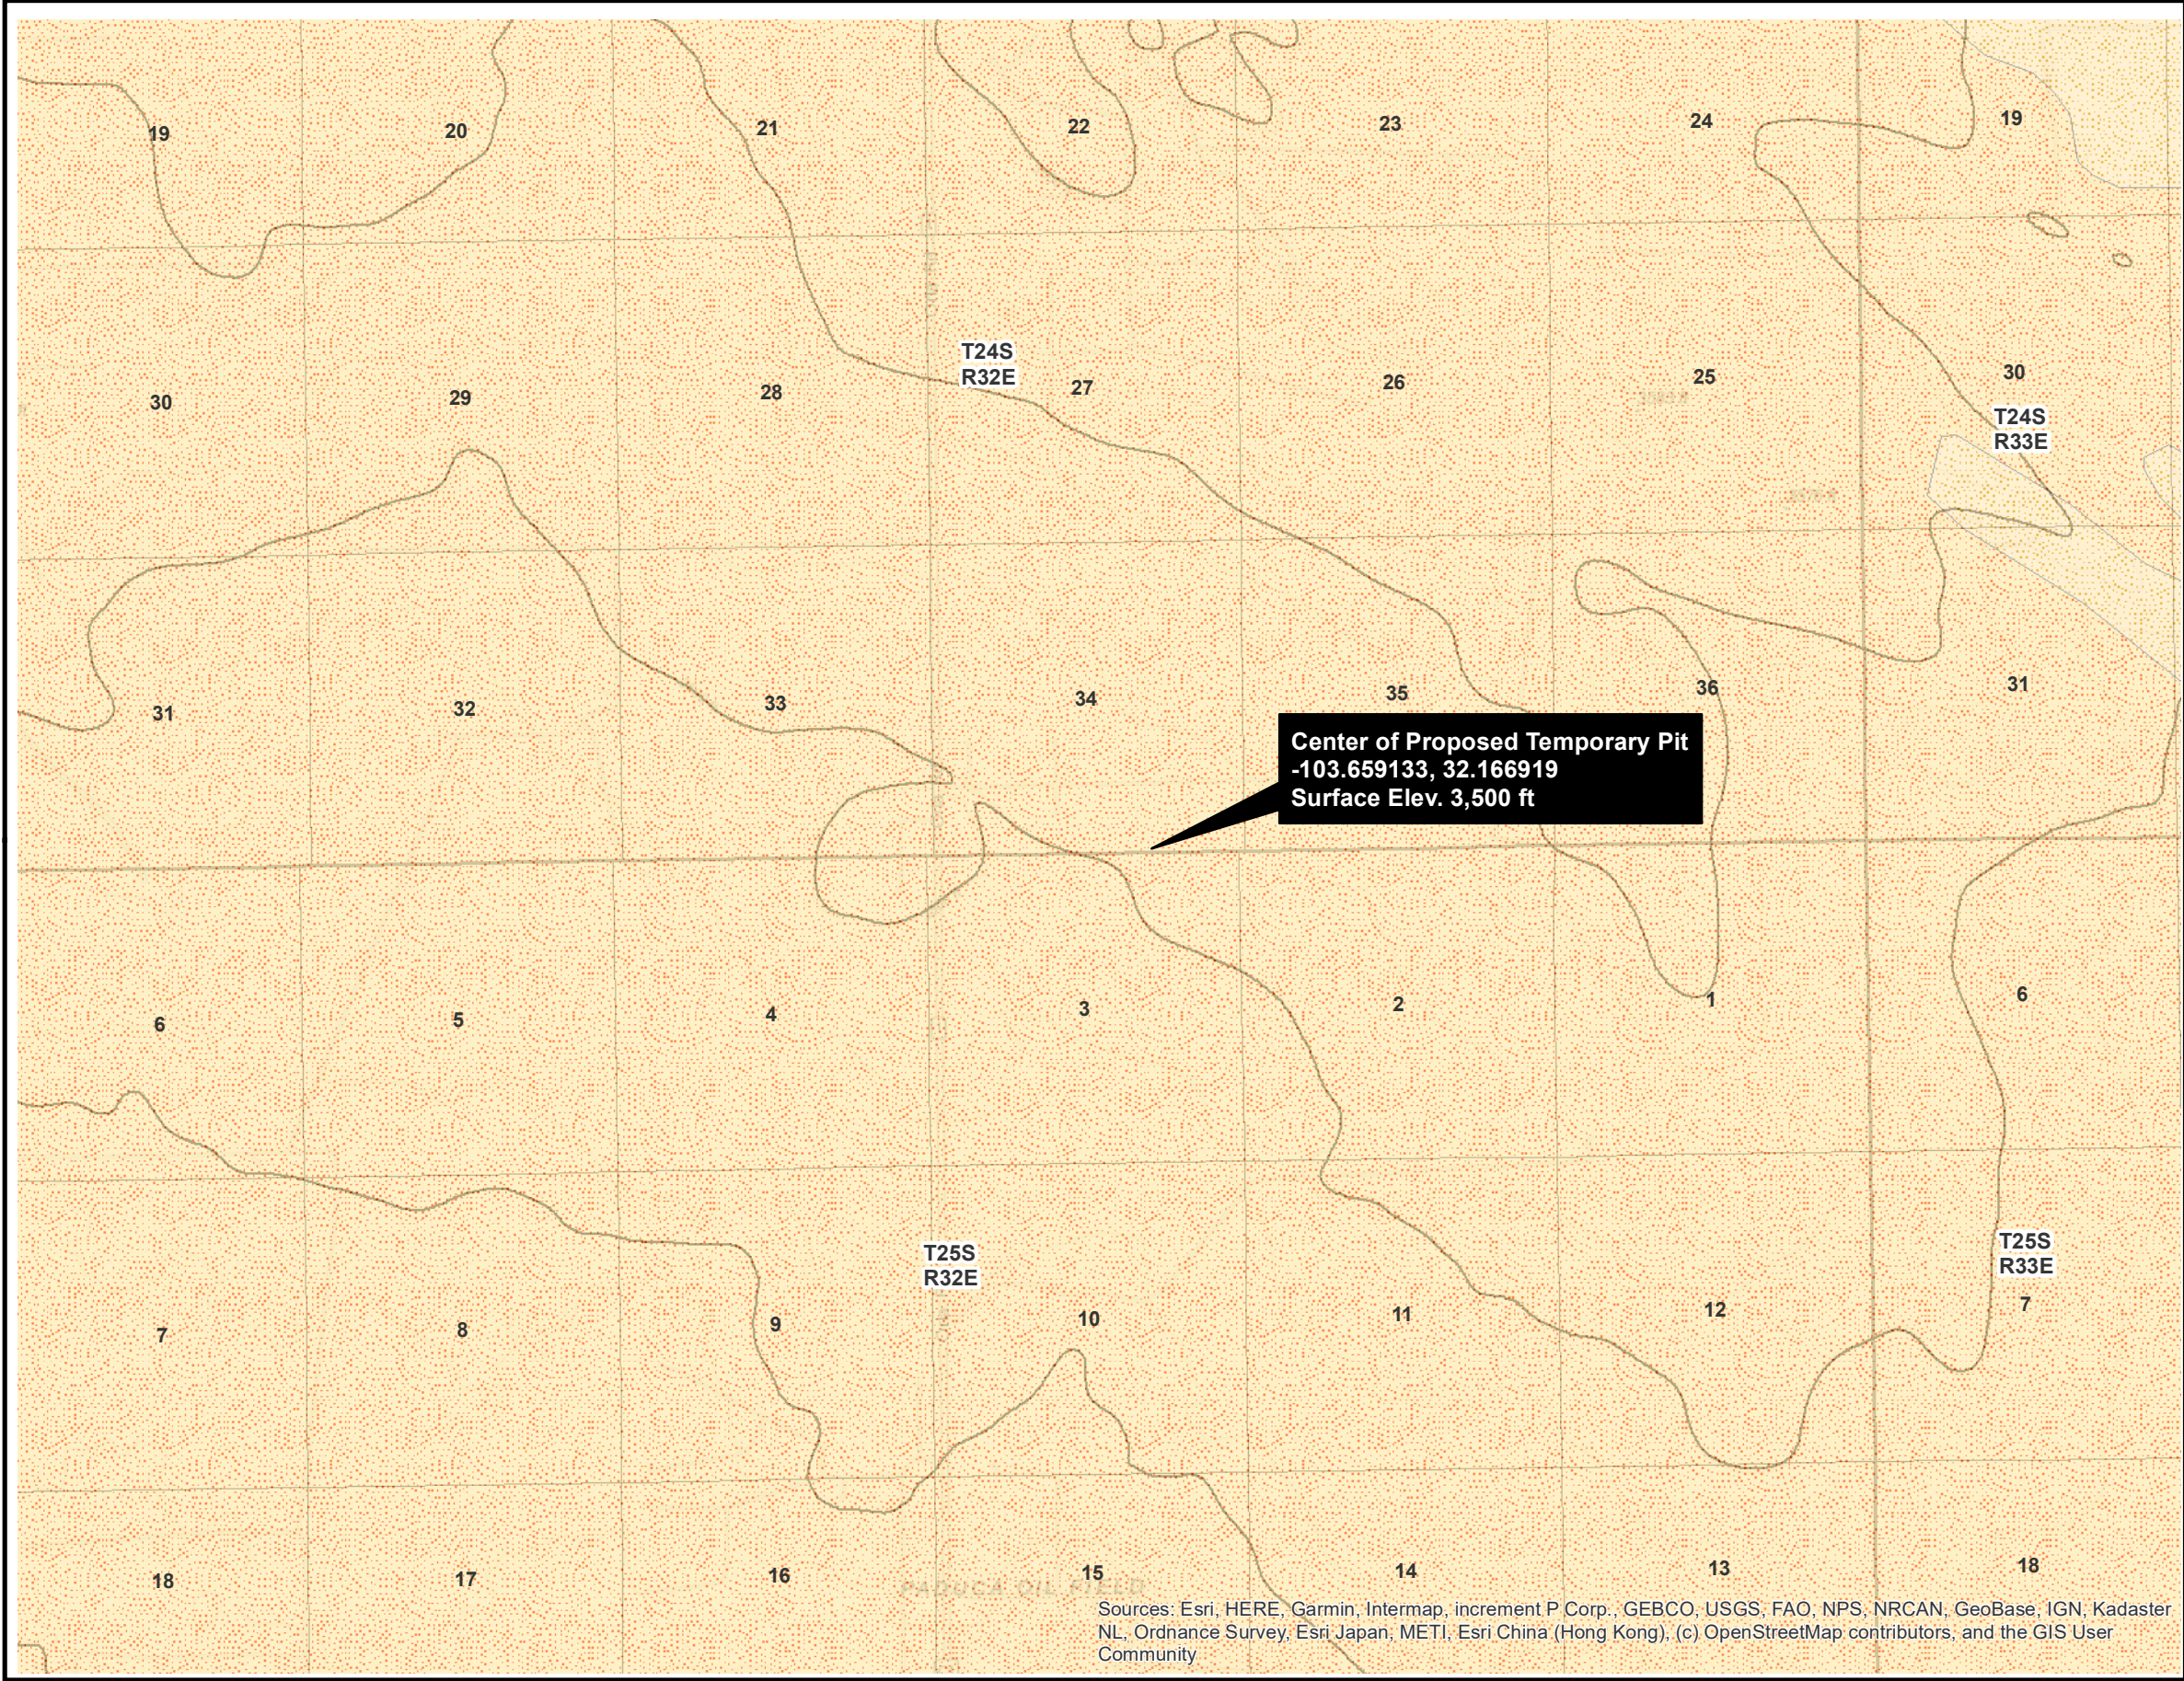 19 20 21 22 23 24 19
T24S
R32E
30 29 28 27 26 25 30
T24S
R33E
31 32 33 34 35 36 31
Center of Proposed Temporary Pit
-103.659133, 32.166919
Surface Elev. 3,500 ft
6 5 4 3 2 1 6
T25S
R32E
T25S
R33E
7 8 9 10 11 12 7
18 17 16 15 14 13 18
PADUCA OIL FIELD
Sources: Esri, HERE, Garmin, Intermap, increment P Corp., GEBCO, USGS, FAO, NPS, NRCAN, GeoBase, IGN, Kadaster
NL, Ordnance Survey, Esri Japan, METI, Esri China (Hong Kong), (c) OpenStreetMap contributors, and the GIS User
Community